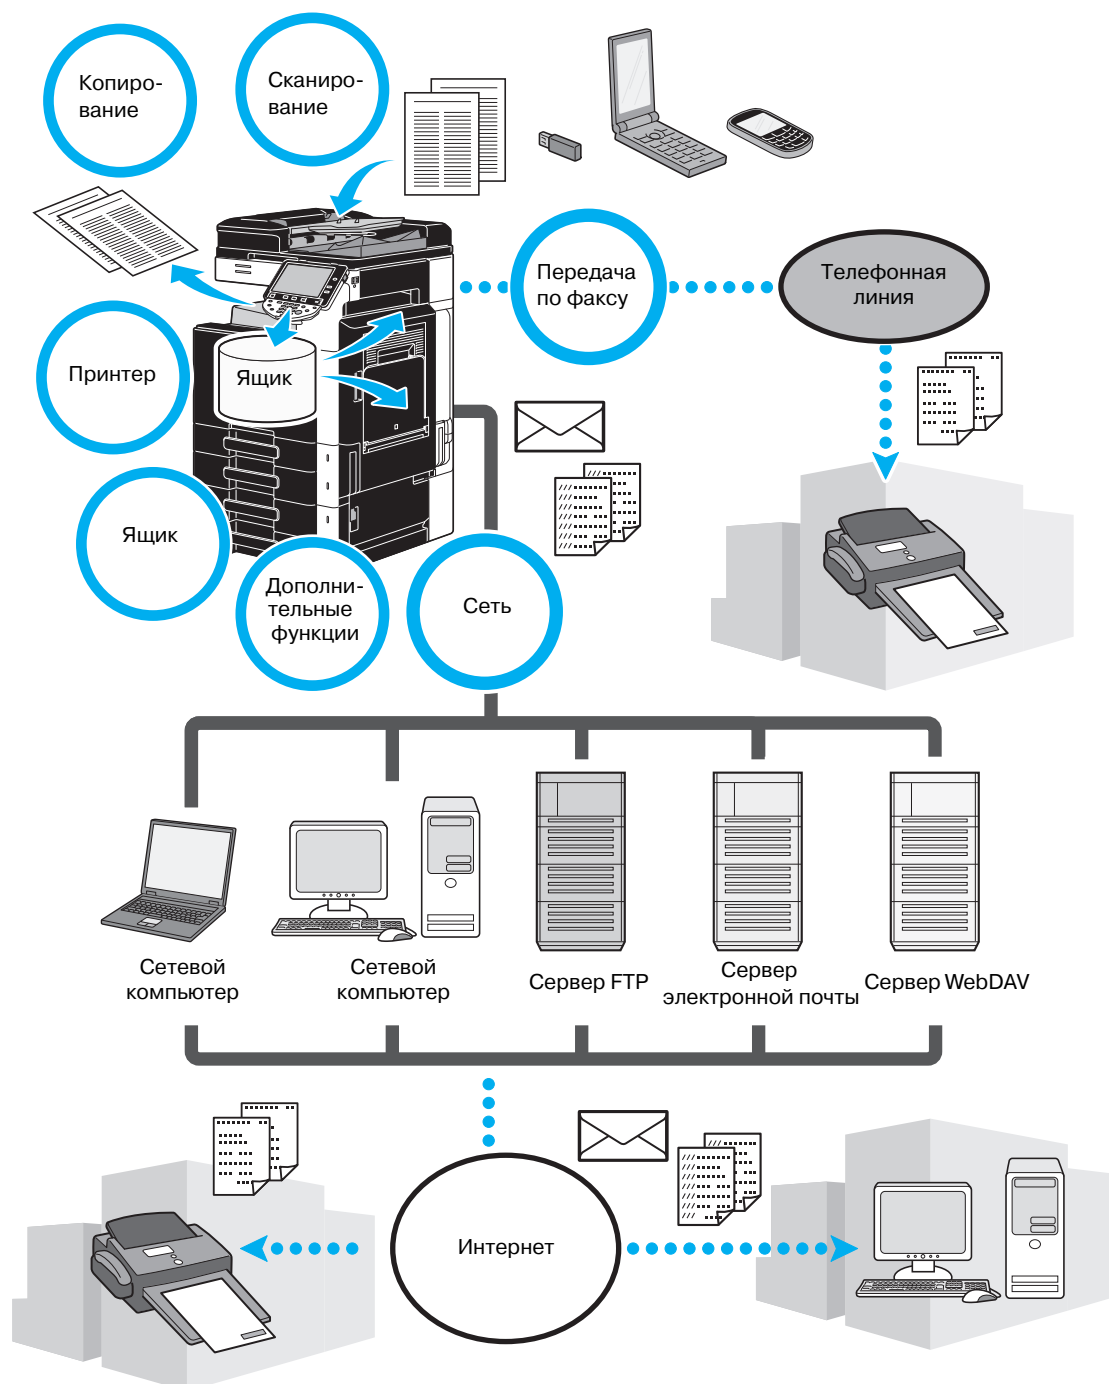 Копиро-
вание
Сканиро-
вание
Передача
по факсу
Телефонная
линия
Принтер
Ящик
Ящик
Дополни-
тельные
функции
Сеть
Сетевой
компьютер
Сетевой
компьютер
Сервер FTP
Сервер
электронной почты
Сервер WebDAV
Интернет